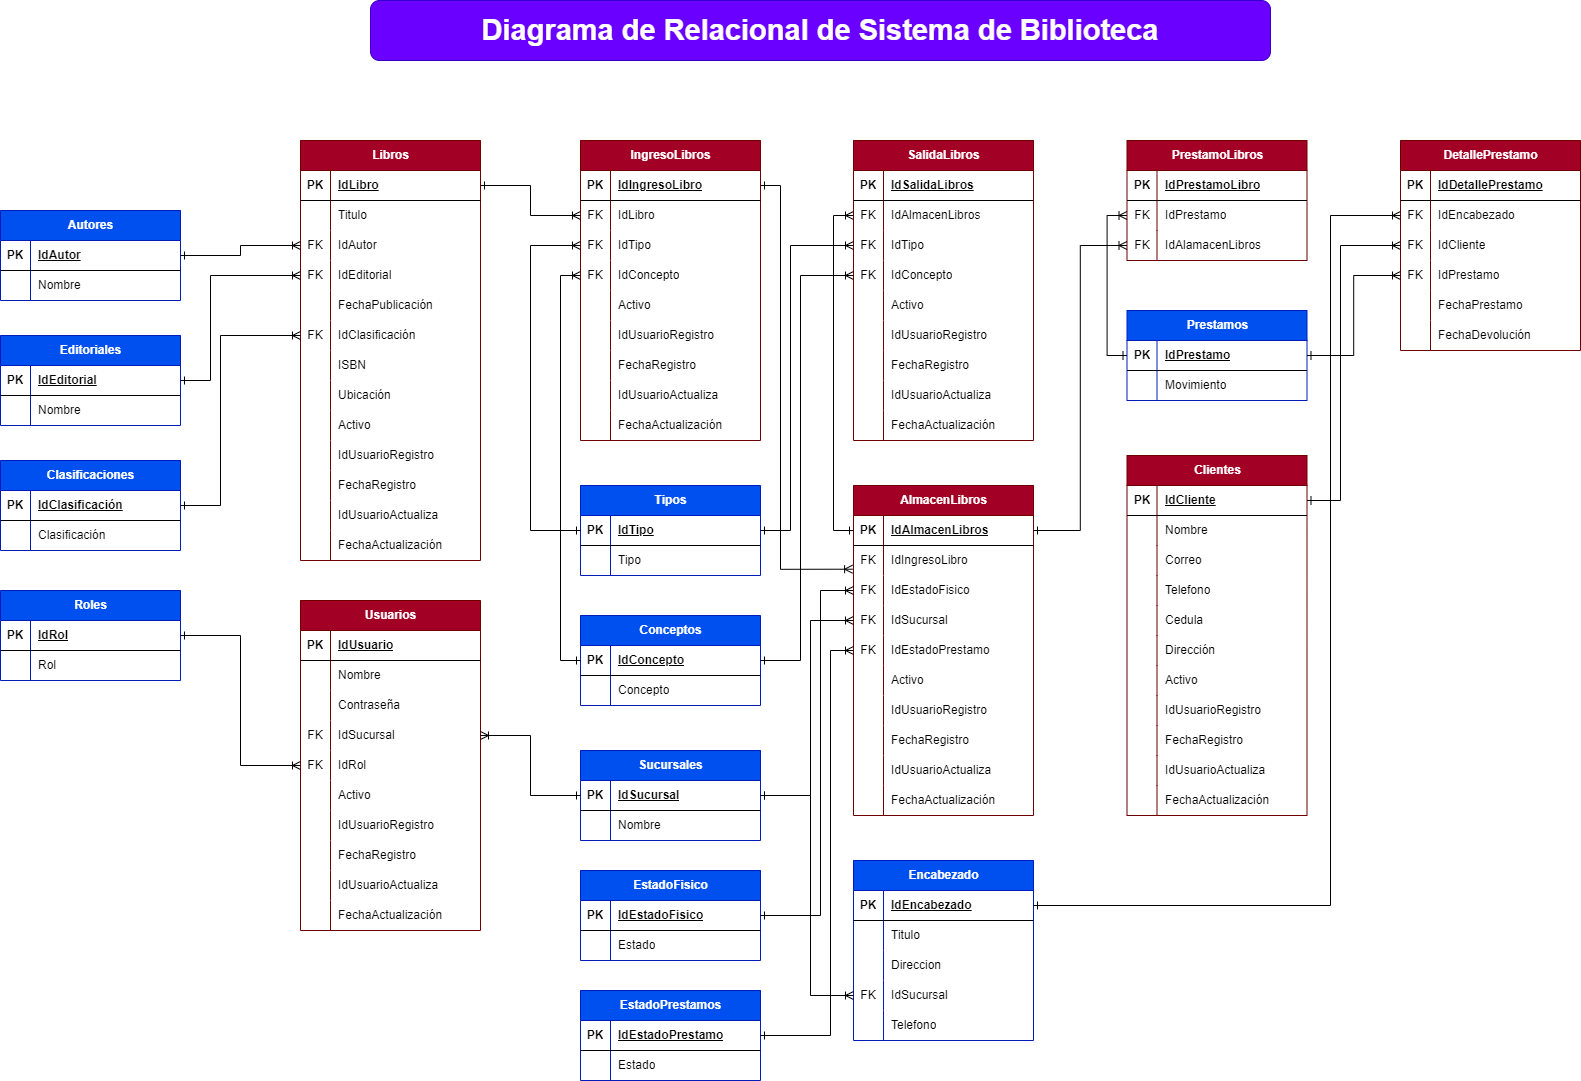 Diagrama de Relacional de Sistema de Biblioteca
Autores
PK IdAutor
Nombre
Editoriales
PK IdEditorial
Nombre
Clasificaciones
PK IdClasificación
Clasificación
Roles
PK IdRol
Rol
Libros
PK IdLibro
Titulo
FK IdAutor
FK IdEditorial
FechaPublicación
FK IdClasificación
ISBN
Ubicación
Activo
IdUsuarioRegistro
FechaRegistro
IdUsuarioActualiza
FechaActualización
Usuarios
PK IdUsuario
Nombre
Contraseña
FK IdSucursal
FK IdRol
Activo
IdUsuarioRegistro
FechaRegistro
IdUsuarioActualiza
FechaActualización
IngresoLibros
PK IdIngresoLibro
FK IdLibro
FK IdTipo
FK IdConcepto
Activo
IdUsuarioRegistro
FechaRegistro
IdUsuarioActualiza
FechaActualización
Tipos
PK IdTipo
Tipo
Conceptos
PK IdConcepto
Concepto
Sucursales
PK IdSucursal
Nombre
EstadoFisico
PK IdEstadoFisico
Estado
EstadoPrestamos
PK IdEstadoPrestamo
Estado
SalidaLibros
PK IdSalidaLibros
FK IdAlmacenLibros
FK IdTipo
FK IdConcepto
Activo
IdUsuarioRegistro
FechaRegistro
IdUsuarioActualiza
FechaActualización
AlmacenLibros
PK IdAlmacenLibros
FK IdIngresoLibro
FK IdEstadoFisico
FK IdSucursal
FK IdEstadoPrestamo
Activo
IdUsuarioRegistro
FechaRegistro
IdUsuarioActualiza
FechaActualización
Encabezado
PK IdEncabezado
Titulo
Direccion
FK IdSucursal
Telefono
PrestamoLibros
PK IdPrestamoLibro
FK IdPrestamo
FK IdAlamacenLibros
Prestamos
PK IdPrestamo
Movimiento
Clientes
PK IdCliente
Nombre
Correo
Telefono
Cedula
Dirección
Activo
IdUsuarioRegistro
FechaRegistro
IdUsuarioActualiza
FechaActualización
DetallePrestamo
PK IdDetallePrestamo
FK IdEncabezado
FK IdCliente
FK IdPrestamo
FechaPrestamo
FechaDevolución